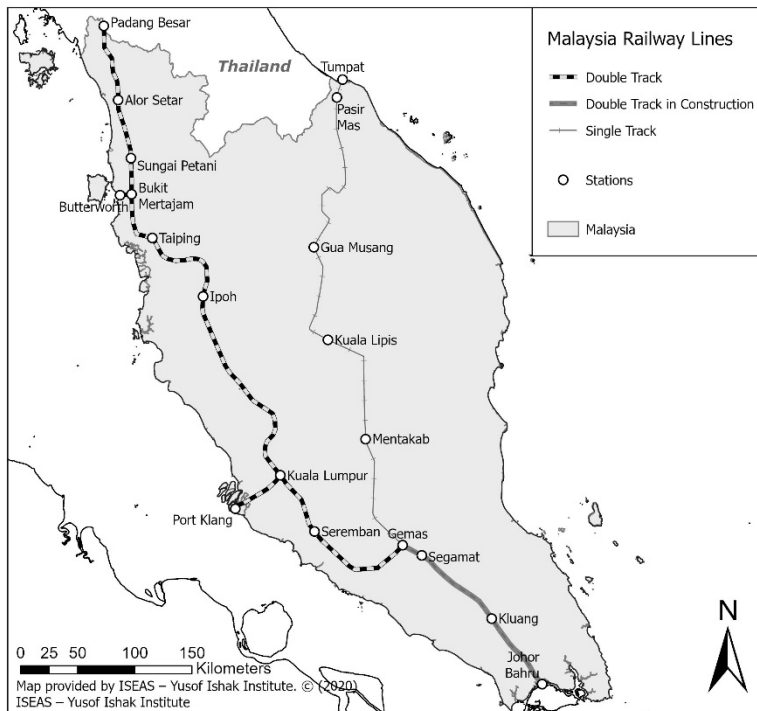 Padang Besar
Thailand
Tumpat
Pasir
Mas
Alor Setar
Sungai Petani
Bukit
Mertajam
Butterworth
Taiping
Gua Musang
Ipoh
Kuala Lipis
Mentakab
Kuala Lumpur
Port Klang
Seremban
Gemas
Segamat
Kluang
Johor
Bahru
Malaysia Railway Lines
Double Track
Double Track in Construction
Single Track
Stations
Malaysia
N
0 25 50 100 150
Kilometers
Map provided by ISEAS – Yusof Ishak Institute. © (2020)
ISEAS – Yusof Ishak Institute